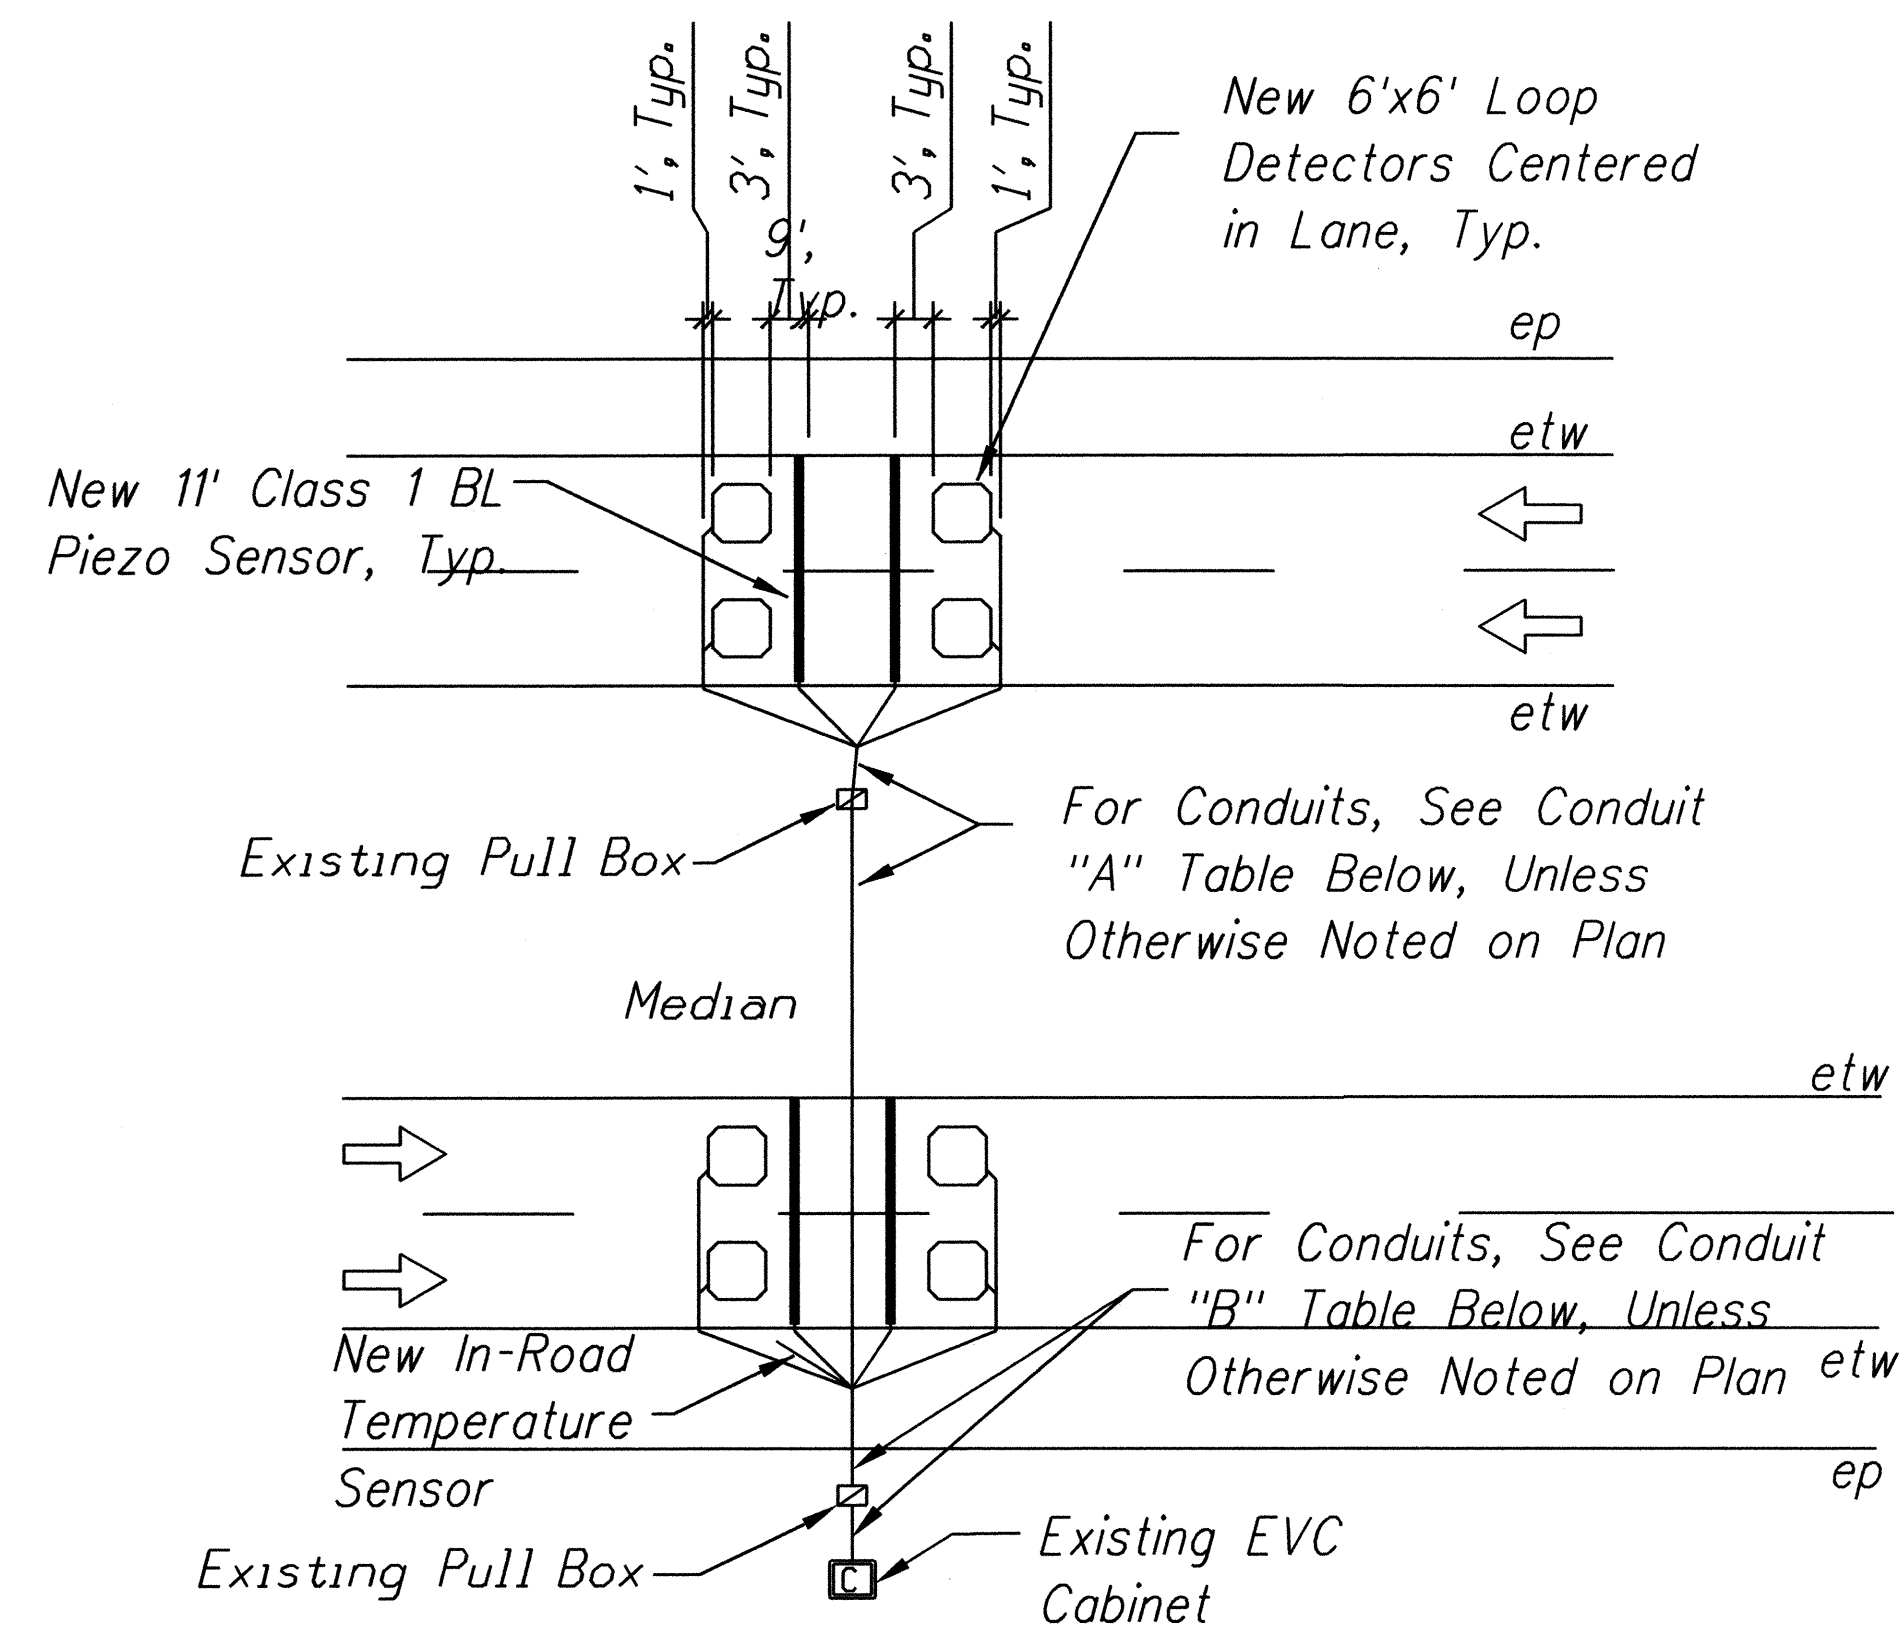 1', Typ.
3', Typ.
9',
Typ.
3', Typ.
1', Typ.
New 6'x6' Loop
Detectors Centered
in Lane, Typ.
ep
etw
New 11' Class 1 BL
Piezo Sensor, Typ.
etw
Existing Pull Box
For Conduits, See Conduit
"A" Table Below, Unless
Otherwise Noted on Plan
Median
etw
For Conduits, See Conduit
"B" Table Below, Unless
Otherwise Noted on Plan
etw
New In-Road
Temperature
Sensor
ep
Existing Pull Box
Existing EVC
Cabinet
C